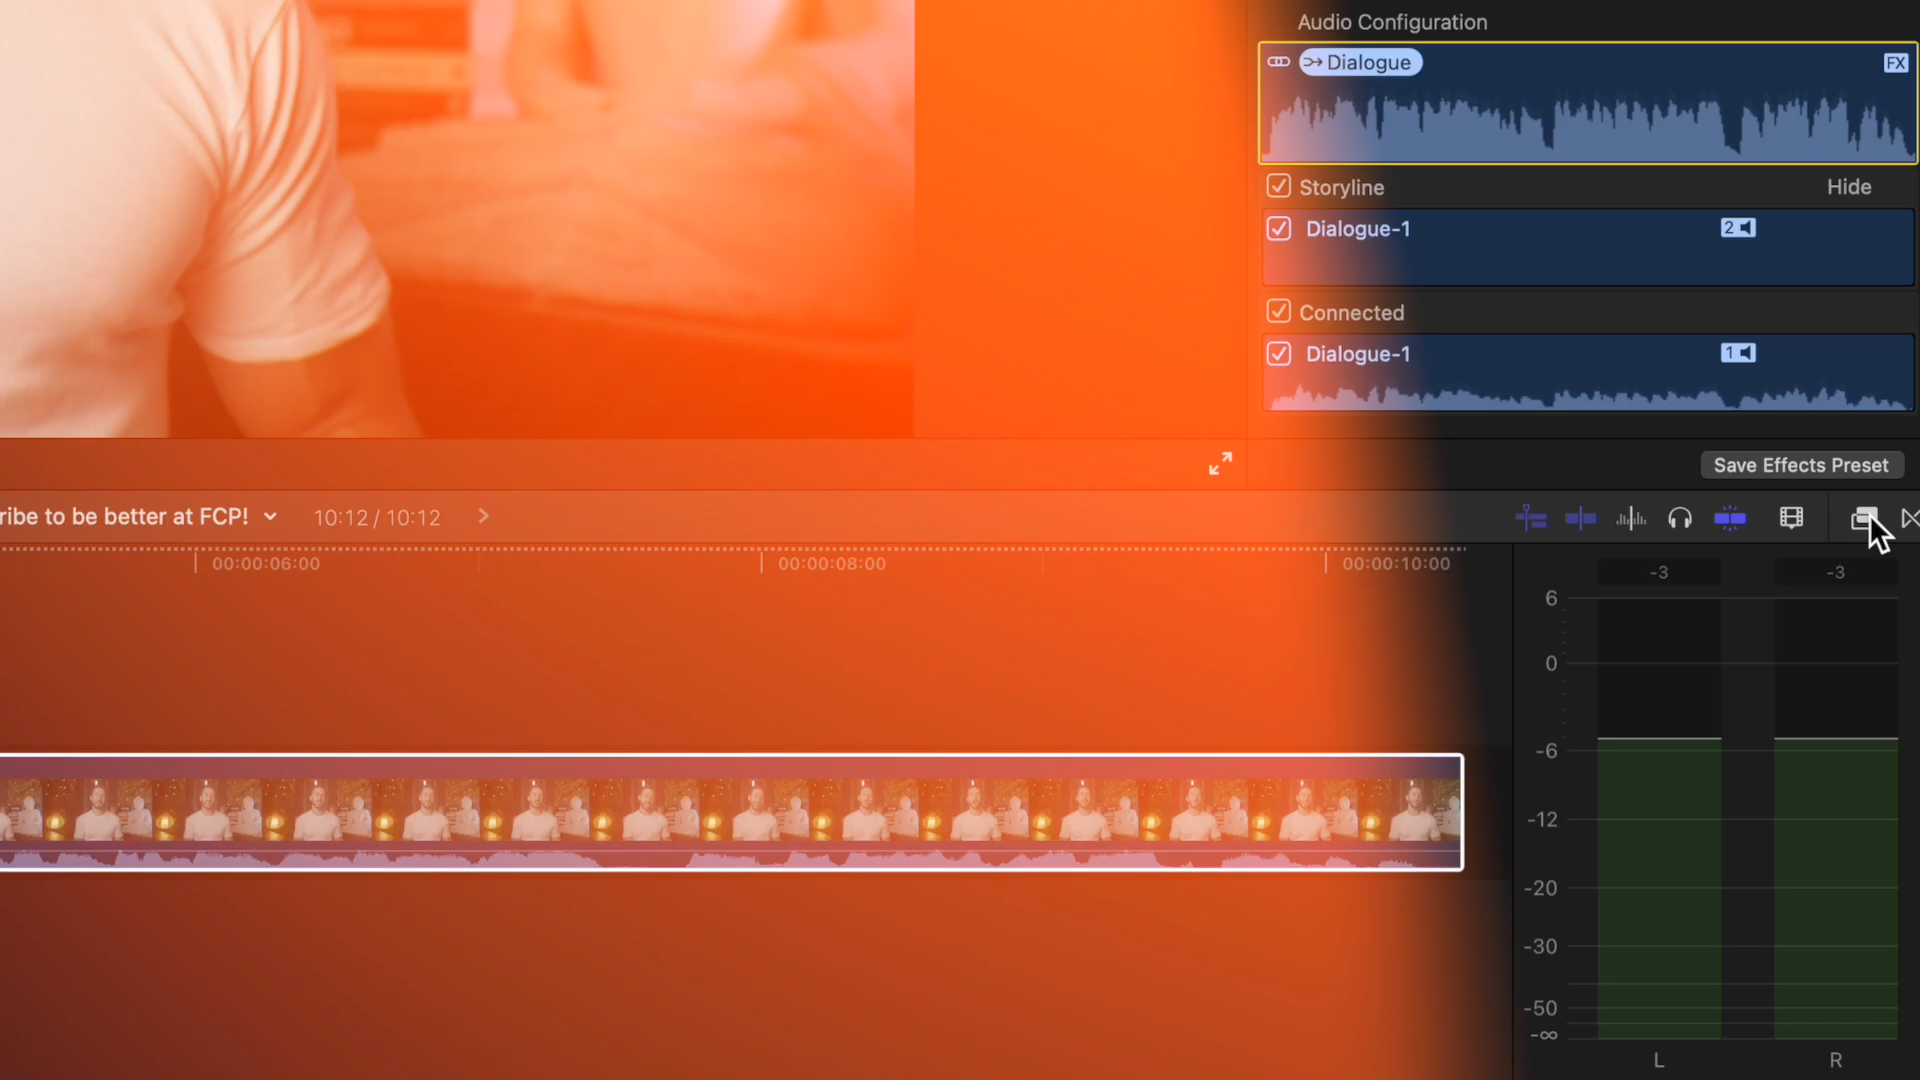 Audio Configuration
Dialogue
FX
Storyline
Hide
Dialogue-1
2
Connected
Dialogue-1
1
Save Effects Preset
ribe to be better at FCP!
10:12 / 10:12
00:00:06:00
00:00:08:00
00:00:10:00
-3
-3
6
0
-6
-12
-20
-30
-50
-∞
L
R